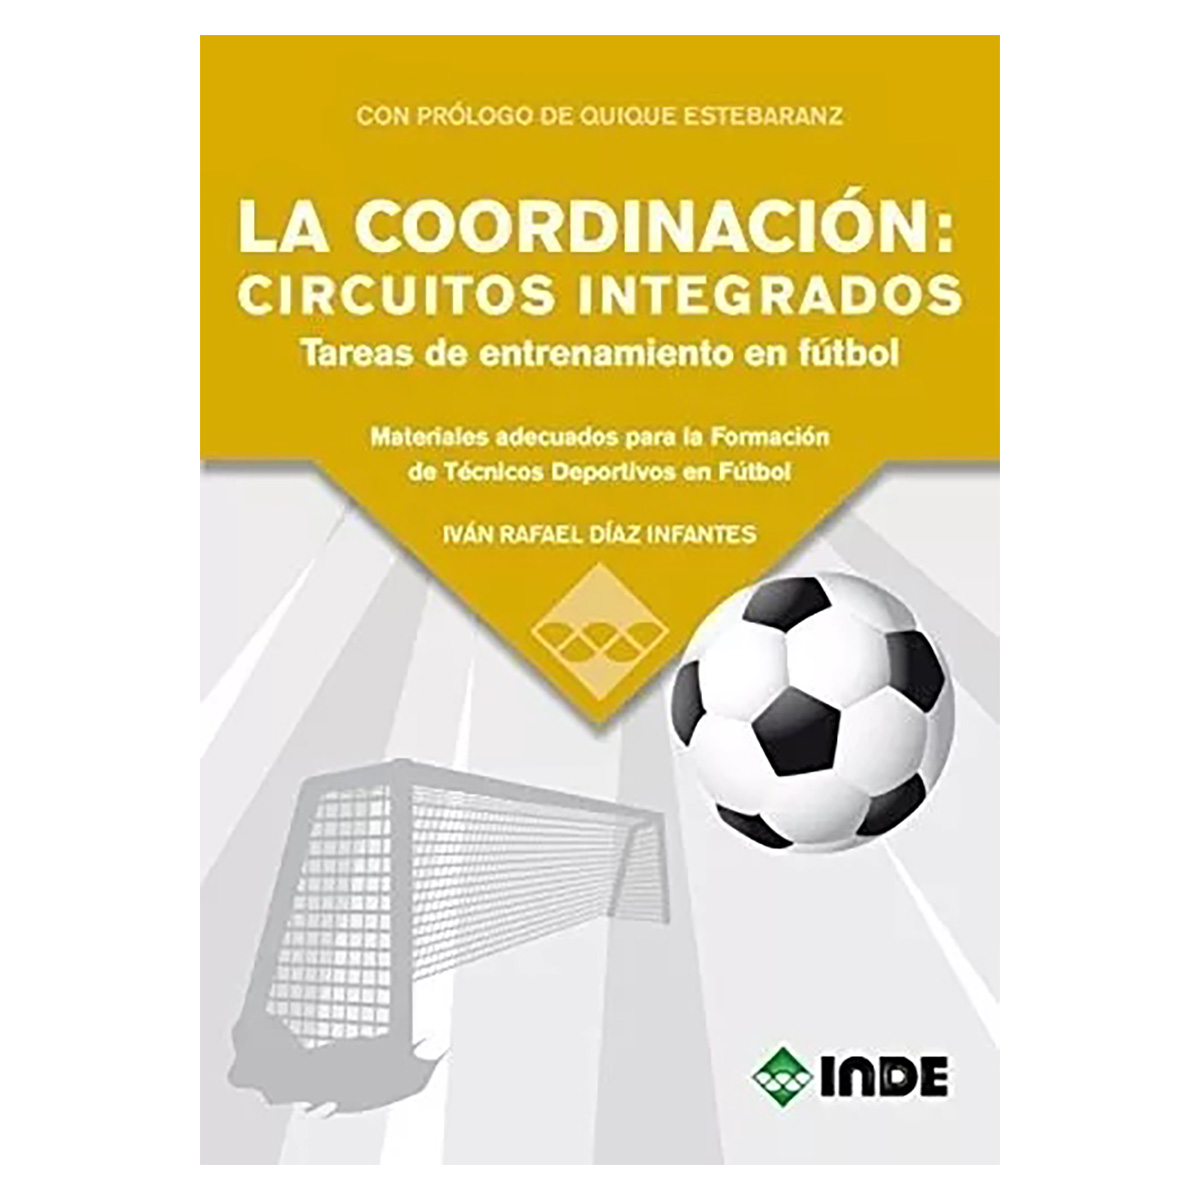 CON PRÓLOGO DE QUIQUE ESTEBARANZ
LA COORDINACIÓN:
CIRCUITOS INTEGRADOS
Tareas de entrenamiento en fútbol
Materiales adecuados para la Formación
de Técnicos Deportivos en Fútbol
IVÁN RAFAEL DÍAZ INFANTES
INDE